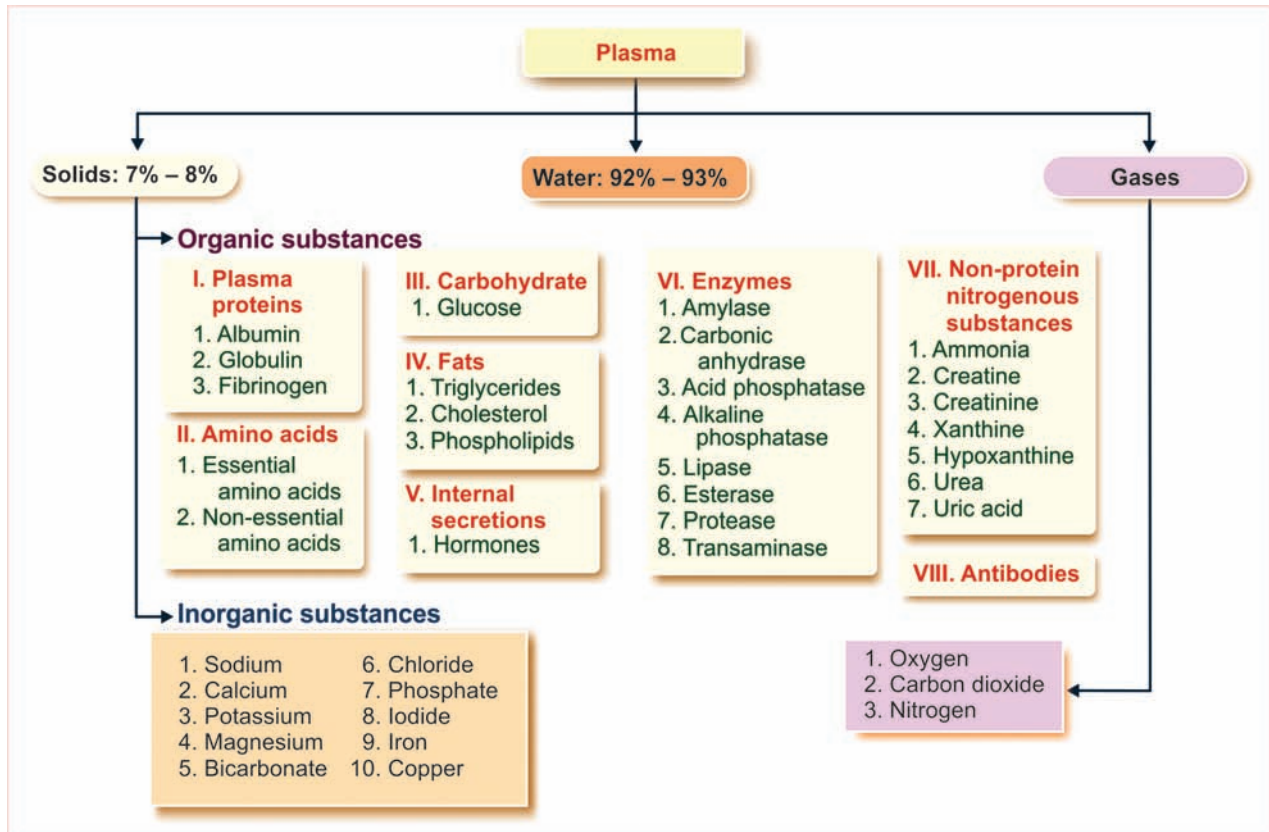 Plasma
Solids: 7% – 8%
Water: 92% – 93%
Gases
Organic substances
I. Plasma
proteins
1. Albumin
2. Globulin
3. Fibrinogen
II. Amino acids
1. Essential
amino acids
2. Non-essential
amino acids
III. Carbohydrate
1. Glucose
IV. Fats
1. Triglycerides
2. Cholesterol
3. Phospholipids
V. Internal
secretions
1. Hormones
VI. Enzymes
1. Amylase
2. Carbonic
anhydrase
3. Acid phosphatase
4. Alkaline
phosphatase
5. Lipase
6. Esterase
7. Protease
8. Transaminase
VII. Non-protein
nitrogenous
substances
1. Ammonia
2. Creatine
3. Creatinine
4. Xanthine
5. Hypoxanthine
6. Urea
7. Uric acid
VIII. Antibodies
Inorganic substances
1. Sodium
2. Calcium
3. Potassium
4. Magnesium
5. Bicarbonate
6. Chloride
7. Phosphate
8. Iodide
9. Iron
10. Copper
1. Oxygen
2. Carbon dioxide
3. Nitrogen